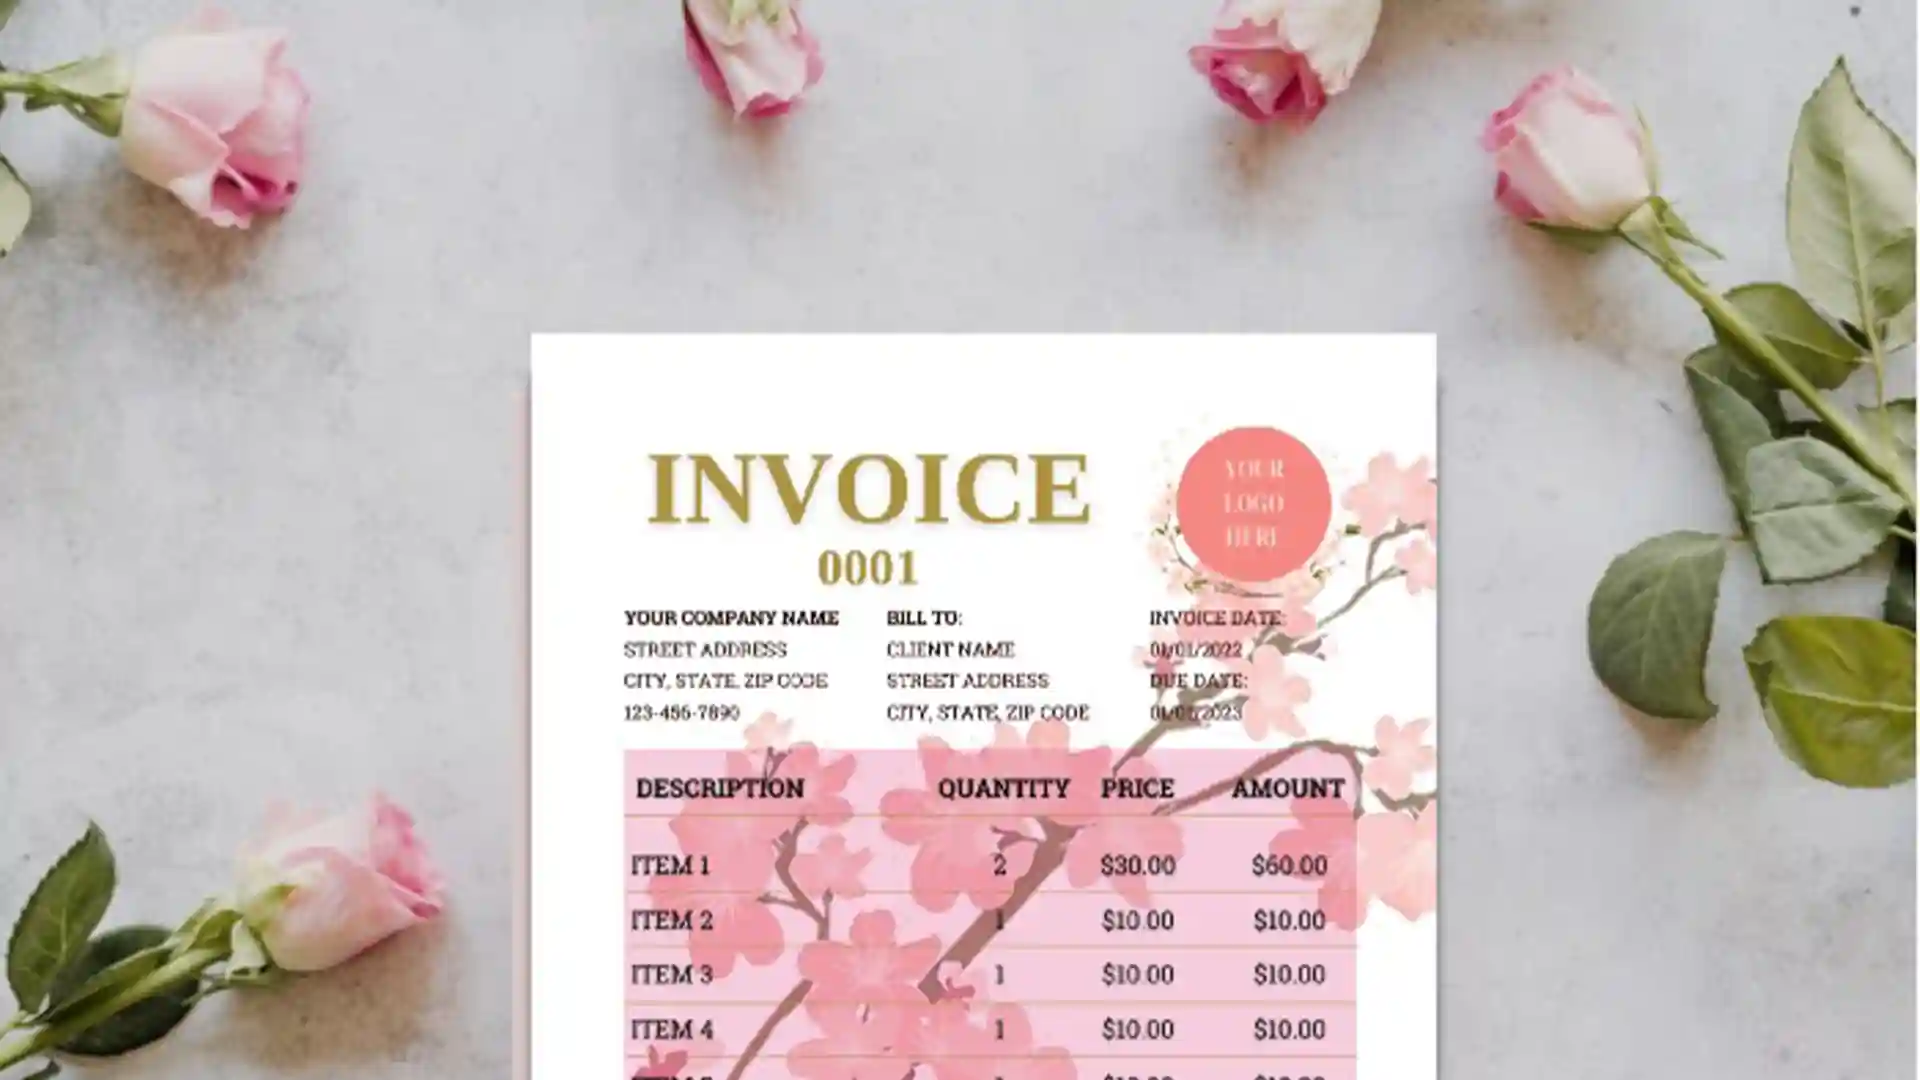 INVOICE
0001
YOUR LOGO HERE
YOUR COMPANY NAME
STREET ADDRESS
CITY, STATE, ZIP CODE
123-456-7890
BILL TO:
CLIENT NAME
STREET ADDRESS
CITY, STATE, ZIP CODE
INVOICE DATE:
01/01/2022
DUE DATE:
01/01/2023
DESCRIPTION QUANTITY PRICE AMOUNT
ITEM 1 2 $30.00 $60.00
ITEM 2 1 $10.00 $10.00
ITEM 3 1 $10.00 $10.00
ITEM 4 1 $10.00 $10.00